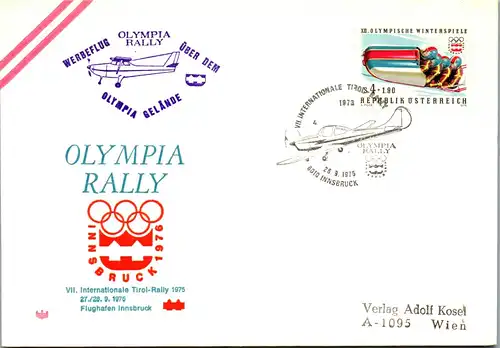 WERBEFLUG OLYMPIA RALLY ÜBER DEM
OLYMPIA GELÄNDE
XII. OLYMPISCHE WINTERSPIELE
4+1.90
REPUBLIK ÖSTERREICH
VII. INTERNATIONALE TIROL
1975
OLYMPIA
RALLY
28.9.1975
6010 INNSBRUCK
OLYMPIA
RALLY
INNSBRUCK 1976
VII. Internationale Tirol-Rally 1975
27./28. 9. 1975
Flughafen Innsbruck
Verlag Adolf Kosel
A-1095 Wien